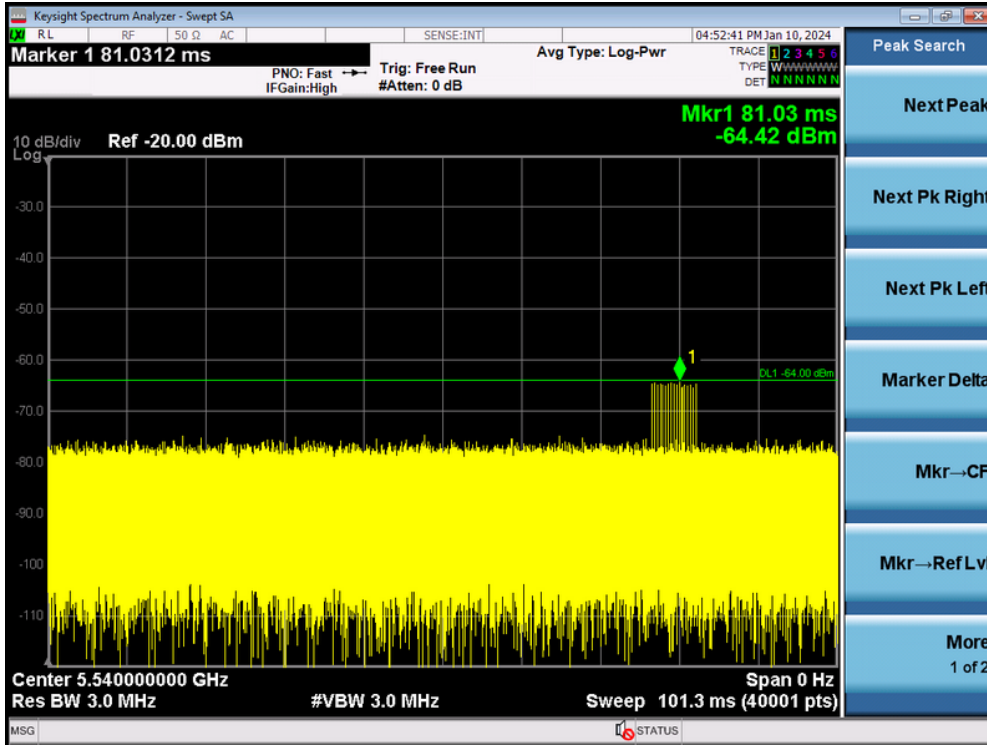 Keysight Spectrum Analyzer - Swept SA
LXI RL RF 50 Ω AC SENSE:INT 04:52:41 PM Jan 10, 2024
Marker 1 81.0312 ms
PNO: Fast
IFGain:High
Trig: Free Run
#Atten: 0 dB
Avg Type: Log-Pwr
TRACE 1 2 3 4 5 6
TYPE WWWWWW
DET N N N N N N
Mkr1 81.03 ms
-64.42 dBm
10 dB/div Ref -20.00 dBm
Log
-30.0
-40.0
-50.0
-60.0
1
DL1 -64.00 dBm
-70.0
-80.0
-90.0
-100
-110
Center 5.540000000 GHz Span 0 Hz
Res BW 3.0 MHz #VBW 3.0 MHz Sweep 101.3 ms (40001 pts)
MSG STATUS
Peak Search
Next Peak
Next Pk Right
Next Pk Left
Marker Delta
Mkr→CF
Mkr→Ref Lvl
More
1 of 2